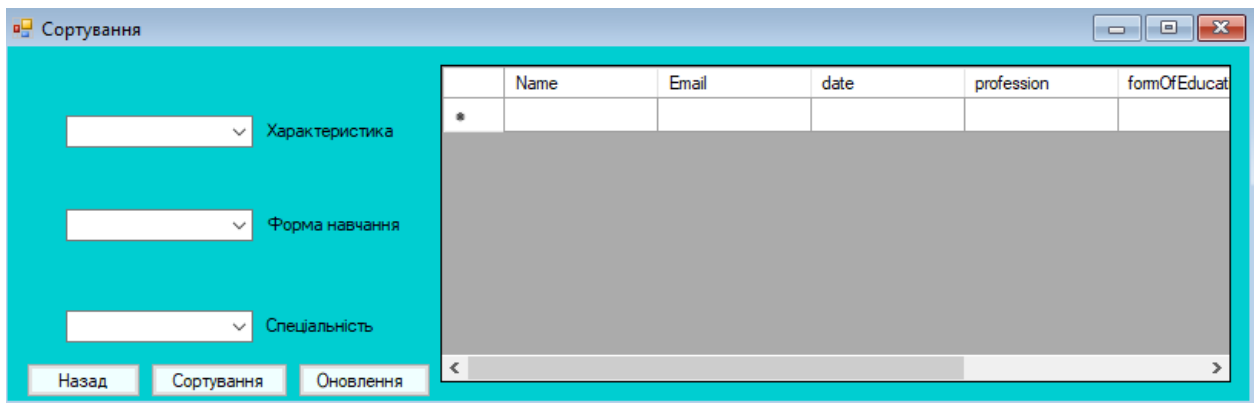 Сортування
Name Email date profession formOfEducat
Характеристика
Форма навчання
Спеціальність
Назад Сортування Оновлення